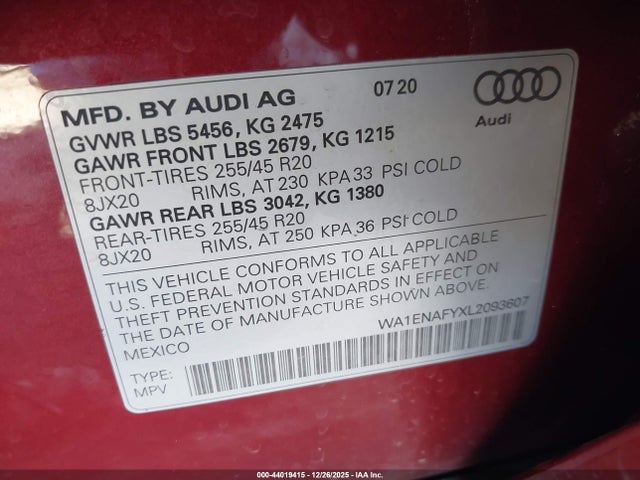 MFD. BY AUDI AG 07 20
GVWR LBS 5456, KG 2475
GAWR FRONT LBS 2679, KG 1215
FRONT-TIRES 255/45 R20
8JX20 RIMS, AT 230 KPA 33 PSI COLD
GAWR REAR LBS 3042, KG 1380
REAR-TIRES 255/45 R20
8JX20 RIMS, AT 250 KPA 36 PSI COLD
Audi
THIS VEHICLE CONFORMS TO ALL APPLICABLE
U.S. FEDERAL MOTOR VEHICLE SAFETY AND
THEFT PREVENTION STANDARDS IN EFFECT ON
THE DATE OF MANUFACTURE SHOWN ABOVE.
MEXICO
WA1ENAFYXL2093607
TYPE:
MPV
000-44019415 - 12/26/2025 - IAA Inc.